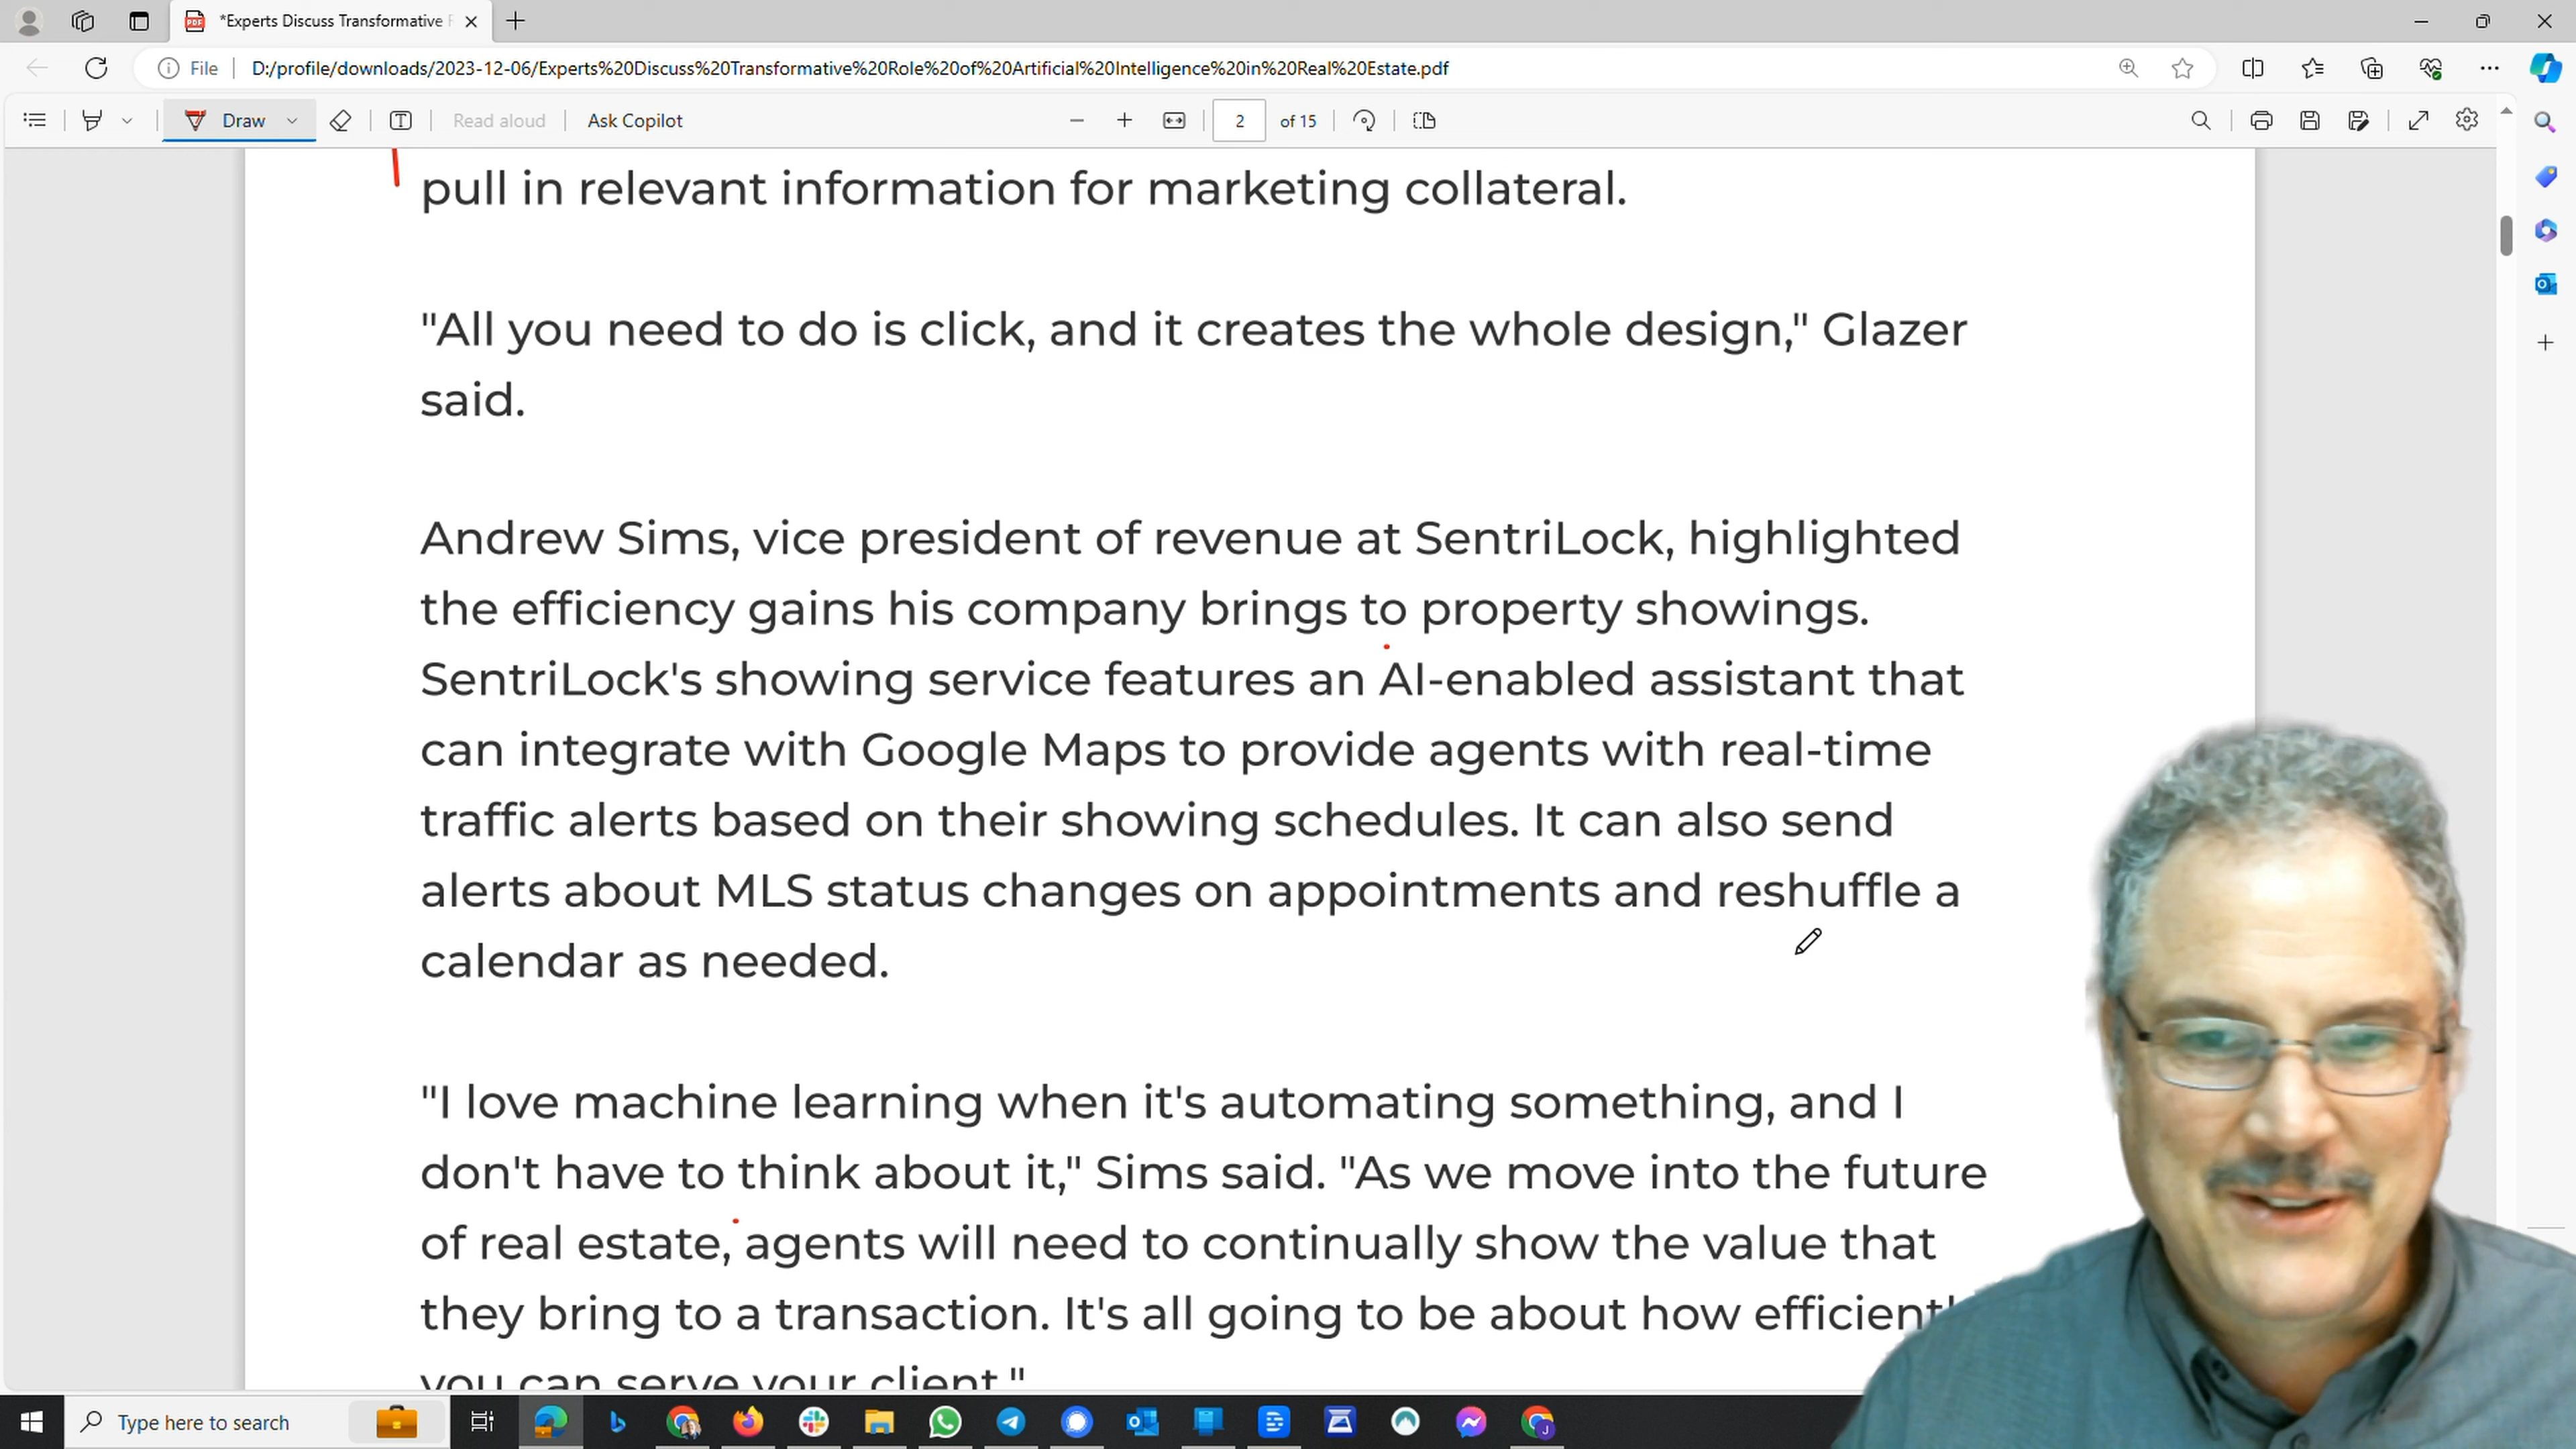 *Experts Discuss Transformative
File
D:/profile/downloads/2023-12-06/Experts%20Discuss%20Transformative%20Role%20of%20Artificial%20Intelligence%20in%20Real%20Estate.pdf
Draw
Read aloud
Ask Copilot
2
of 15
pull in relevant information for marketing collateral.
"All you need to do is click, and it creates the whole design," Glazer
said.
Andrew Sims, vice president of revenue at SentriLock, highlighted
the efficiency gains his company brings to property showings.
SentriLock's showing service features an AI-enabled assistant that
can integrate with Google Maps to provide agents with real-time
traffic alerts based on their showing schedules. It can also send
alerts about MLS status changes on appointments and reshuffle a
calendar as needed.
"I love machine learning when it's automating something, and I
don't have to think about it," Sims said. "As we move into the future
of real estate, agents will need to continually show the value that
they bring to a transaction. It's all going to be about how
you can serve your client."
Type here to search